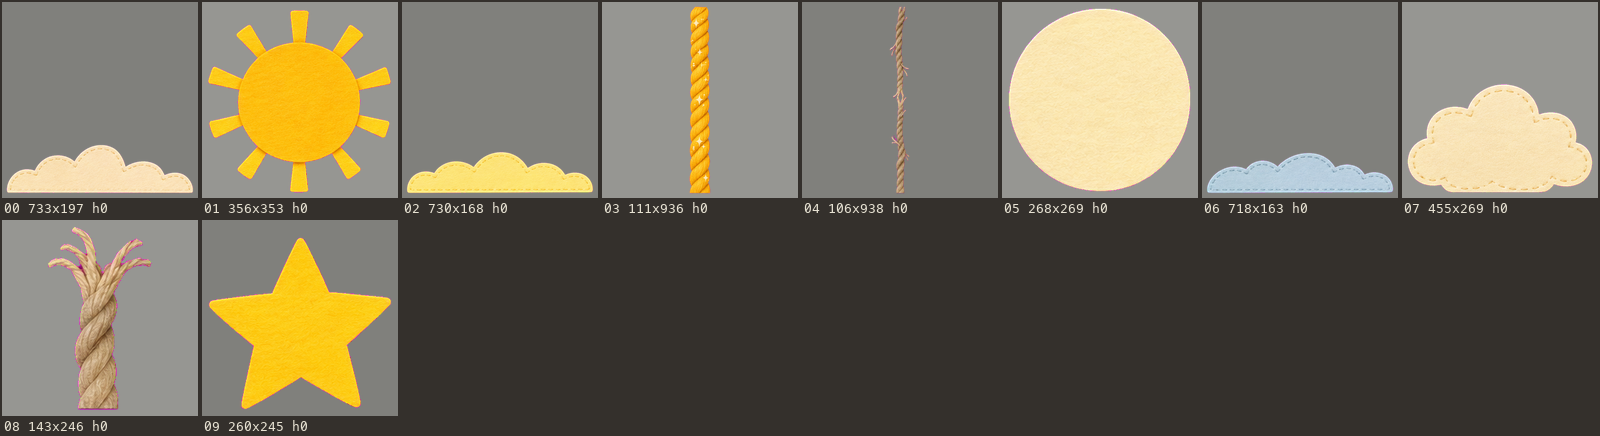 00 733x197 h0
01 356x353 h0
02 730x168 h0
03 111x936 h0
04 106x938 h0
05 268x269 h0
06 718x163 h0
07 455x269 h0
08 143x246 h0
09 260x245 h0